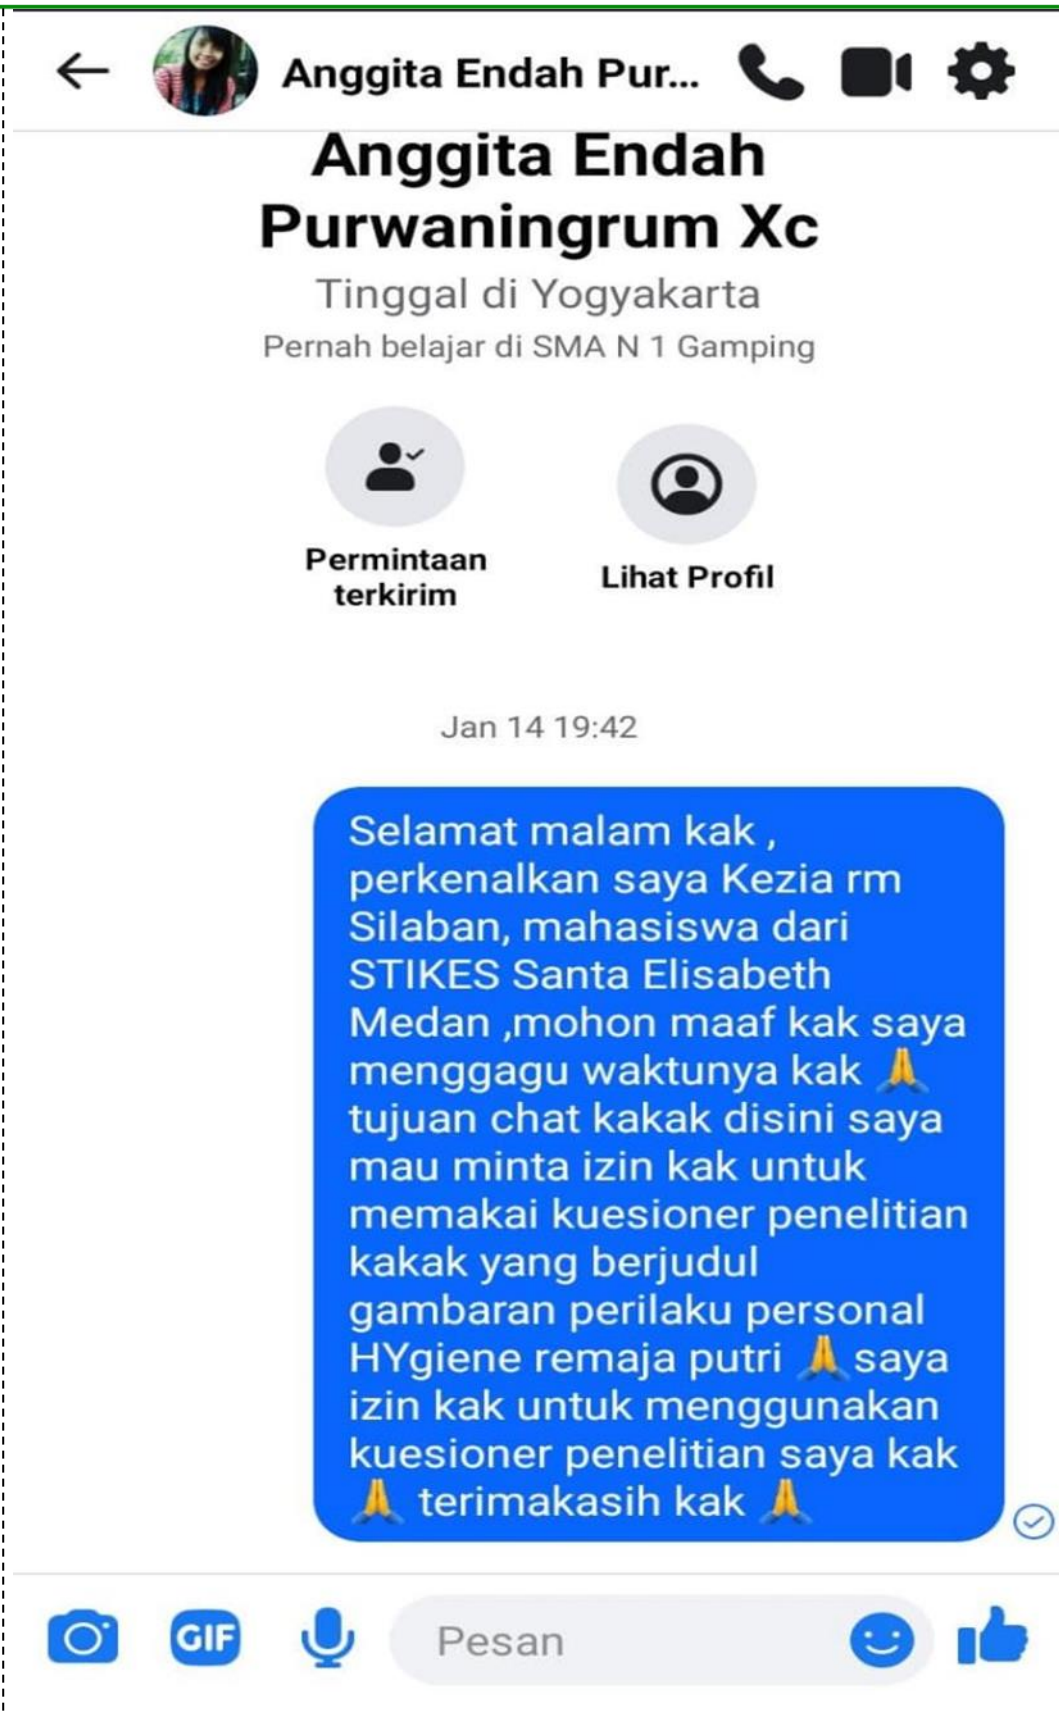 Anggita Endah Pur...
Anggita Endah
Purwaningrum Xc
Tinggal di Yogyakarta
Pernah belajar di SMA N 1 Gamping
Permintaan
terkirim
Lihat Profil
Jan 14 19:42
Selamat malam kak ,
perkenalkan saya Kezia rm
Silaban, mahasiswa dari
STIKES Santa Elisabeth
Medan ,mohon maaf kak saya
menggagu waktunya kak 🙏
tujuan chat kakak disini saya
mau minta izin kak untuk
memakai kuesioner penelitian
kakak yang berjudul
gambaran perilaku personal
HYgiene remaja putri 🙏 saya
izin kak untuk menggunakan
kuesioner penelitian saya kak
🙏 terimakasih kak 🙏
GIF
Pesan